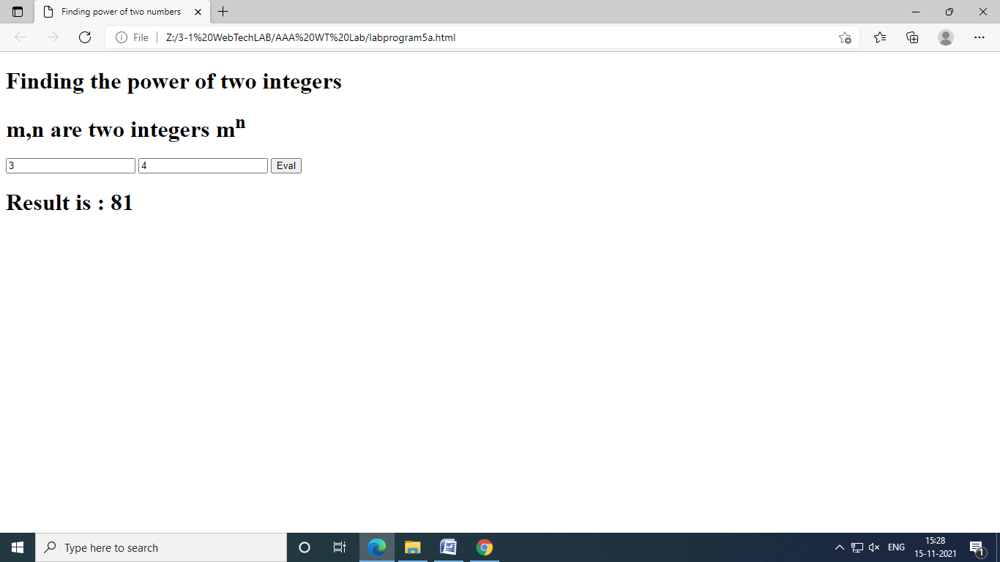 Finding power of two numbers
File
Z:/3-1%20WebTechLAB/AAA%20WT%20Lab/labprogram5a.html
Finding the power of two integers
m,n are two integers mⁿ
3 4 Eval
Result is : 81
Type here to search
ENG
15:28
15-11-2021
1